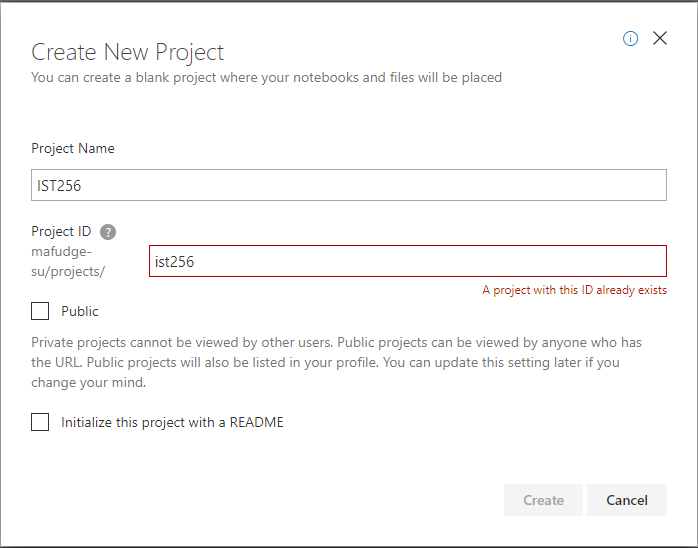 Create New Project
You can create a blank project where your notebooks and files will be placed
Project Name
IST256
Project ID ?
mafudge-
su/projects/
ist256
A project with this ID already exists
Public
Private projects cannot be viewed by other users. Public projects can be viewed by anyone who has
the URL. Public projects will also be listed in your profile. You can update this setting later if you
change your mind.
Initialize this project with a README
Create
Cancel